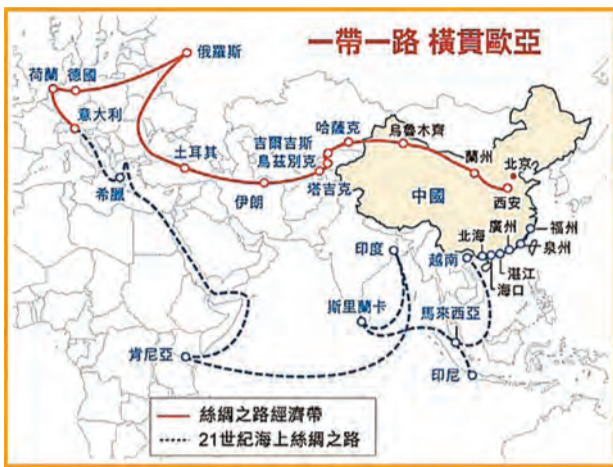 一帶一路 橫貫歐亞
俄羅斯
荷蘭
德國
意大利
希臘
土耳其
伊朗
吉爾吉斯
烏茲別克
塔吉克
哈薩克
烏魯木齊
蘭州
北京
西安
中國
福州
泉州
廣州
北海
湛江
海口
越南
印度
斯里蘭卡
馬來西亞
印尼
肯尼亞
絲綢之路經濟帶
21世紀海上絲綢之路